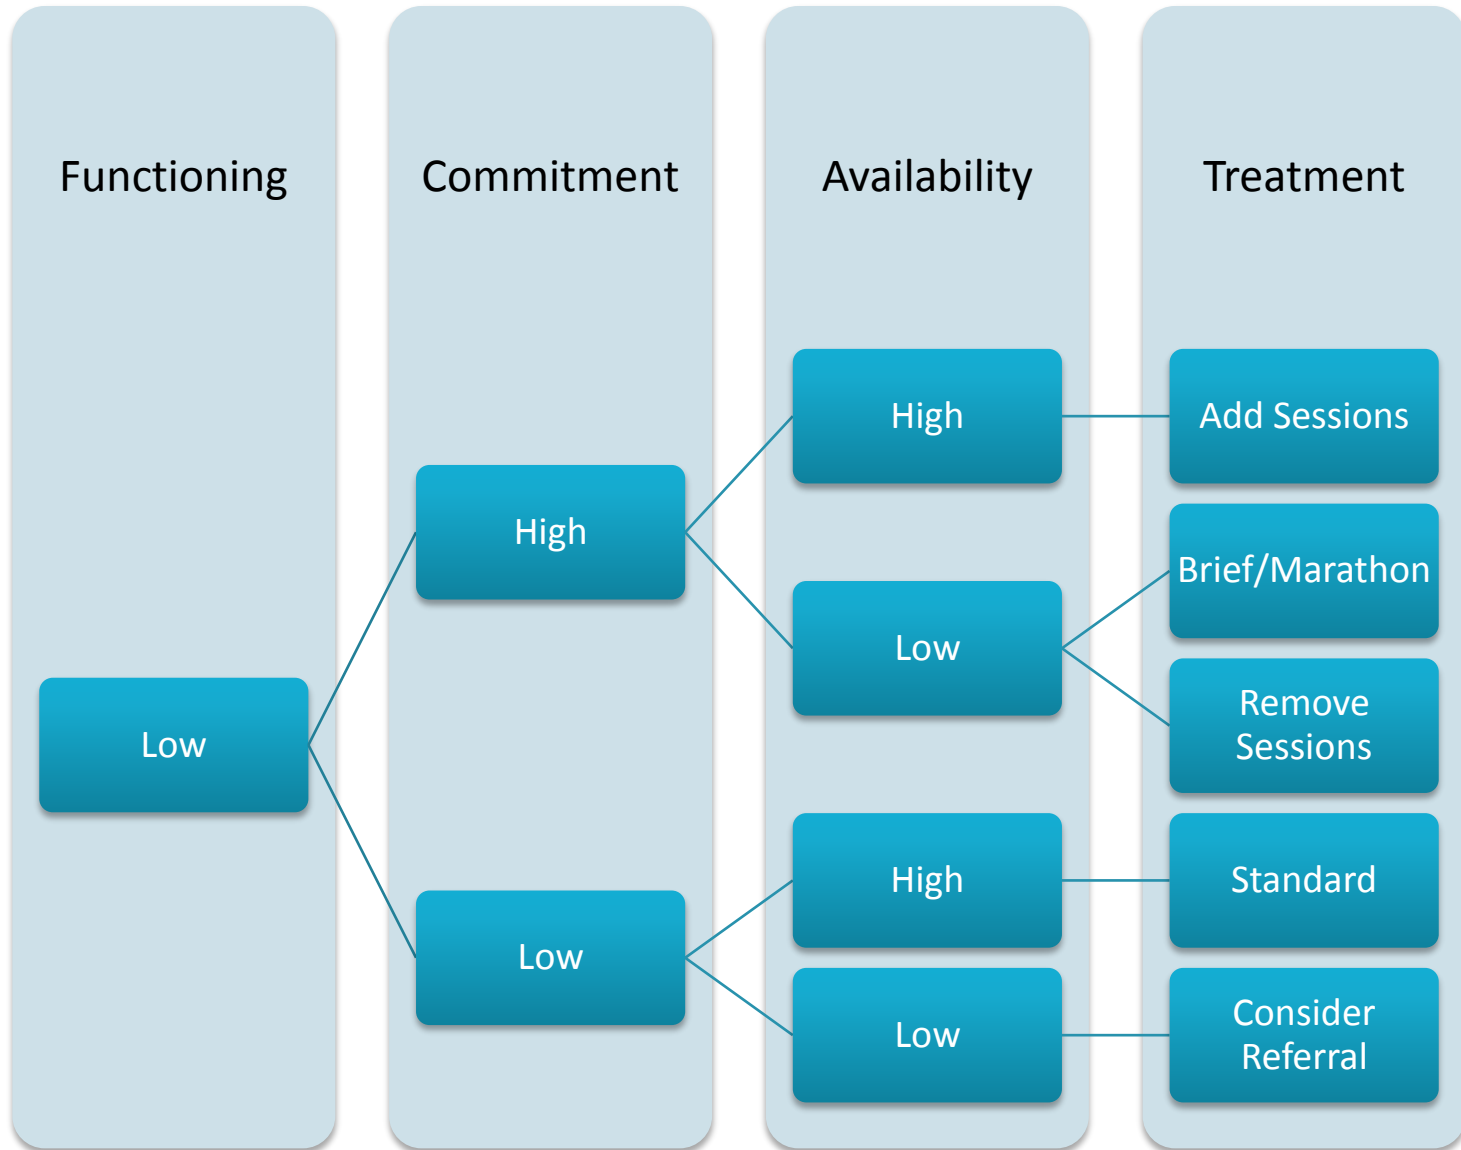 Functioning
Commitment
Availability
Treatment
Low
High
Low
High
Low
High
Low
Add Sessions
Brief/Marathon
Remove
Sessions
Standard
Consider
Referral